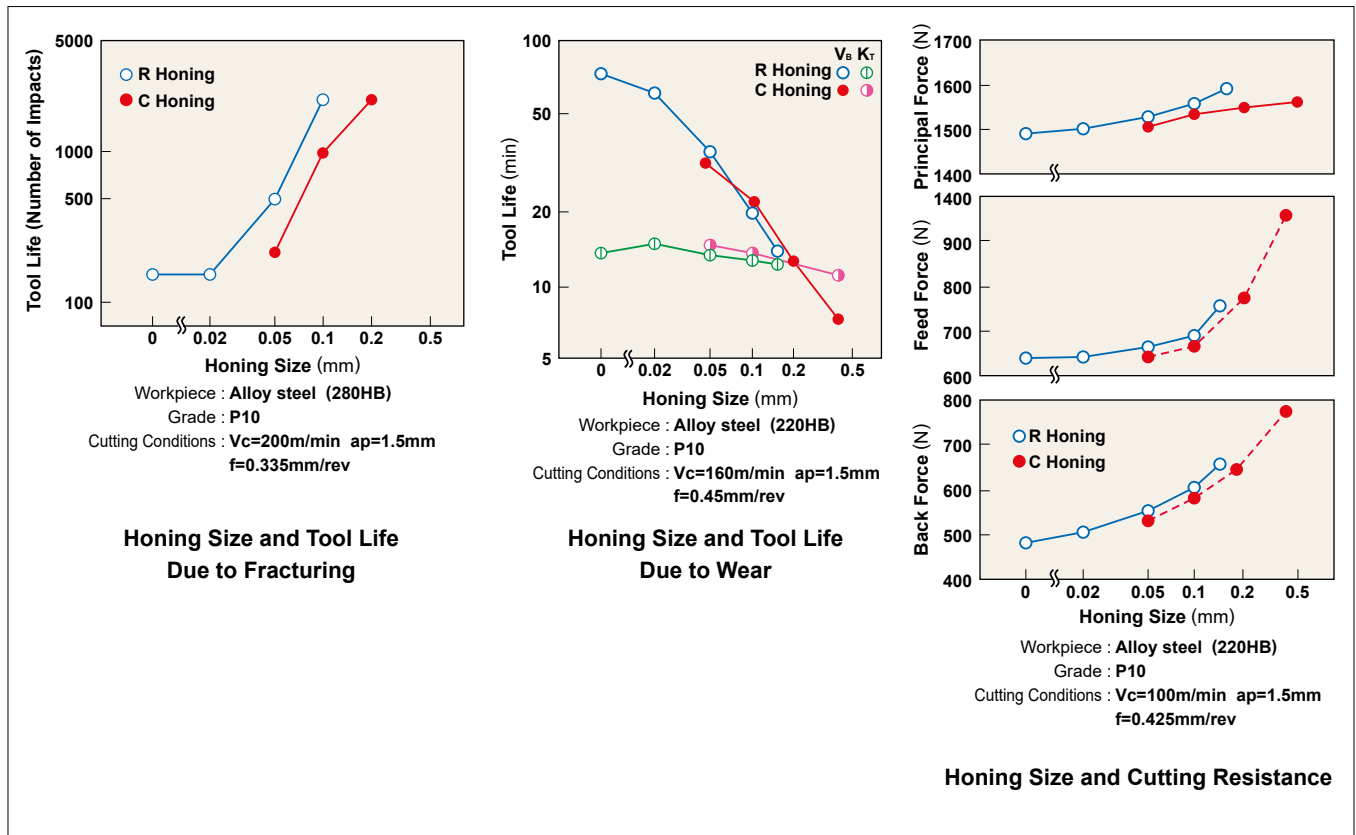 5000
1000
500
100
Tool Life (Number of Impacts)
R Honing
C Honing
0 0.02 0.05 0.1 0.2 0.5
Honing Size (mm)
Workpiece : Alloy steel (280HB)
Grade : P10
Cutting Conditions : Vc=200m/min ap=1.5mm
f=0.335mm/rev
Honing Size and Tool Life
Due to Fracturing
100
50
20
10
5
Tool Life (min)
VB KT
R Honing
C Honing
0 0.02 0.05 0.1 0.2 0.5
Honing Size (mm)
Workpiece : Alloy steel (220HB)
Grade : P10
Cutting Conditions : Vc=160m/min ap=1.5mm
f=0.45mm/rev
Honing Size and Tool Life
Due to Wear
1700
1600
1500
1400
Principal Force (N)
1400
900
800
700
600
Feed Force (N)
800
700
600
500
400
Back Force (N)
R Honing
C Honing
0 0.02 0.05 0.1 0.2 0.5
Honing Size (mm)
Workpiece : Alloy steel (220HB)
Grade : P10
Cutting Conditions : Vc=100m/min ap=1.5mm
f=0.425mm/rev
Honing Size and Cutting Resistance